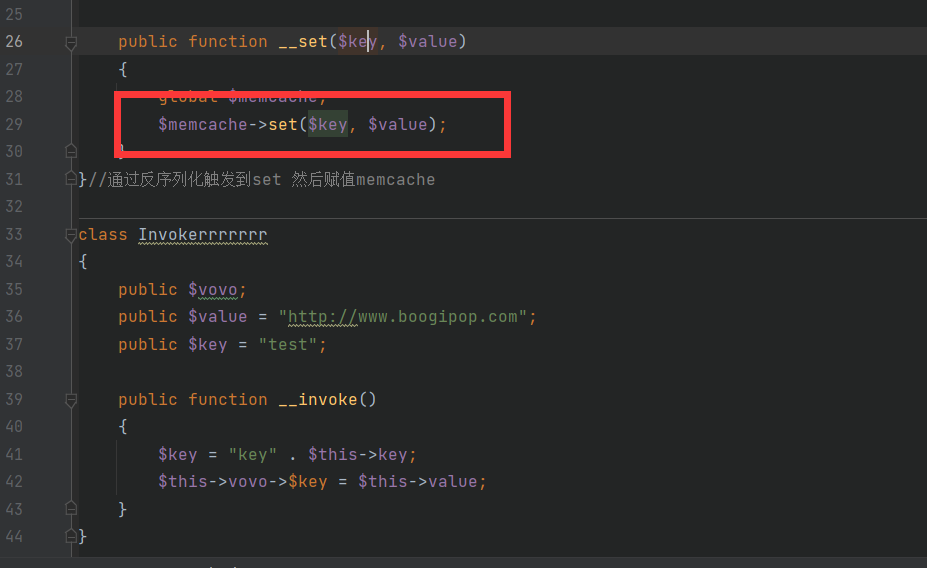 25
26 public function __set($key, $value)
27 {
28 global $memcache;
29 $memcache->set($key, $value);
30 }
31 }//通过反序列化触发到set 然后赋值memcache
32
33 class Invokerrrrrrr
34 {
35 public $vovo;
36 public $value = "http://www.boogipop.com";
37 public $key = "test";
38
39 public function __invoke()
40 {
41 $key = "key" . $this->key;
42 $this->vovo->$key = $this->value;
43 }
44 }